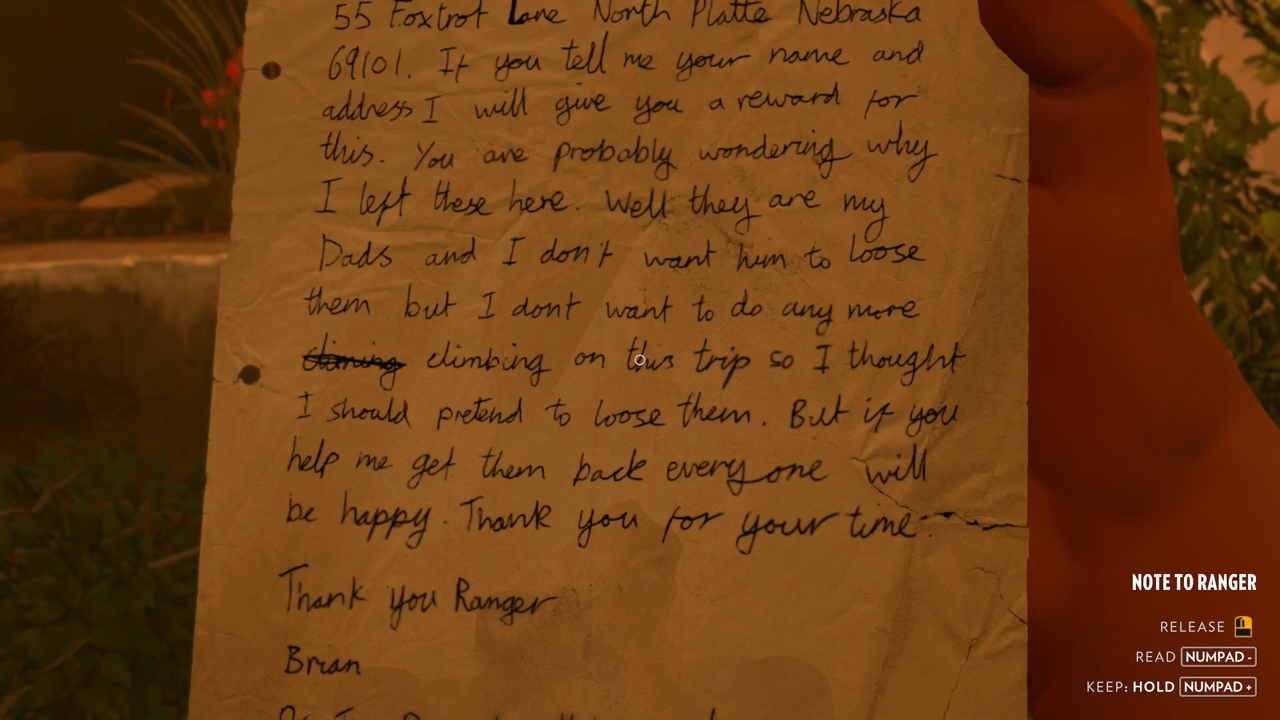 55 Foxtrot Lane North Platte Nebraska
69101. If you tell me your name and
address I will give you a reward for
this. You are probably wondering why
I left these here. Well they are my
Dads and I don't want him to loose
them but I dont want to do any more
climing climbing on this trip so I thought
I should pretend to loose them. But if you
help me get them back everyone will
be happy. Thank you for your time.
Thank you Ranger
Brian
NOTE TO RANGER
RELEASE
READ NUMPAD -
KEEP: HOLD NUMPAD +